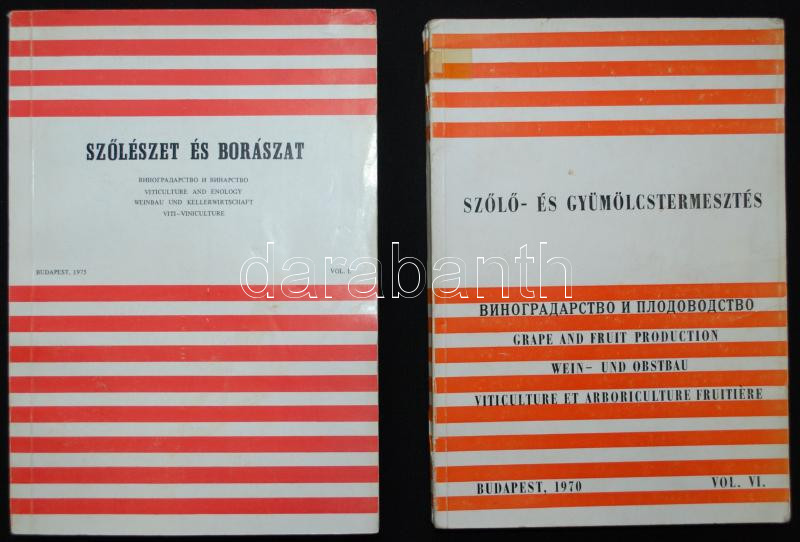 SZŐLÉSZET ÉS BORÁSZAT
ВИНОГРАДАРСТВО И ВИНАРСТВО
VITICULTURE AND ENOLOGY
WEINBAU UND KELLERWIRTSCHAFT
VITI-VINICULTURE
BUDAPEST, 1975
VOL. I.
SZŐLŐ- ÉS GYÜMÖLCSTERMESZTÉS
ВИНОГРАДАРСТВО И ПЛОДОВОДСТВО
GRAPE AND FRUIT PRODUCTION
WEIN- UND OBSTBAU
VITICULTURE ET ARBORICULTURE FRUITIÈRE
BUDAPEST, 1970
VOL. VI.
darabanth